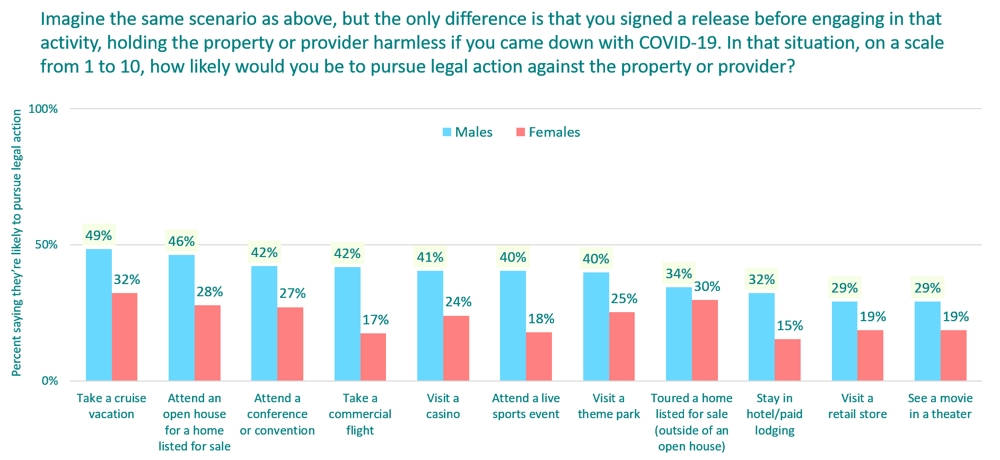 Imagine the same scenario as above, but the only difference is that you signed a release before engaging in that
activity, holding the property or provider harmless if you came down with COVID-19. In that situation, on a scale
from 1 to 10, how likely would you be to pursue legal action against the property or provider?
Percent saying they’re likely to pursue legal action
100%
50%
0%
Males
Females
49%
32%
46%
28%
42%
27%
42%
17%
41%
24%
40%
18%
40%
25%
34%
30%
32%
15%
29%
19%
29%
19%
Take a cruise
vacation
Attend an
open house
for a home
listed for sale
Attend a
conference
or convention
Take a
commercial
flight
Visit a
casino
Attend a live
sports event
Visit a
theme park
Toured a home
listed for sale
(outside of an
open house)
Stay in
hotel/paid
lodging
Visit a
retail store
See a movie
in a theater